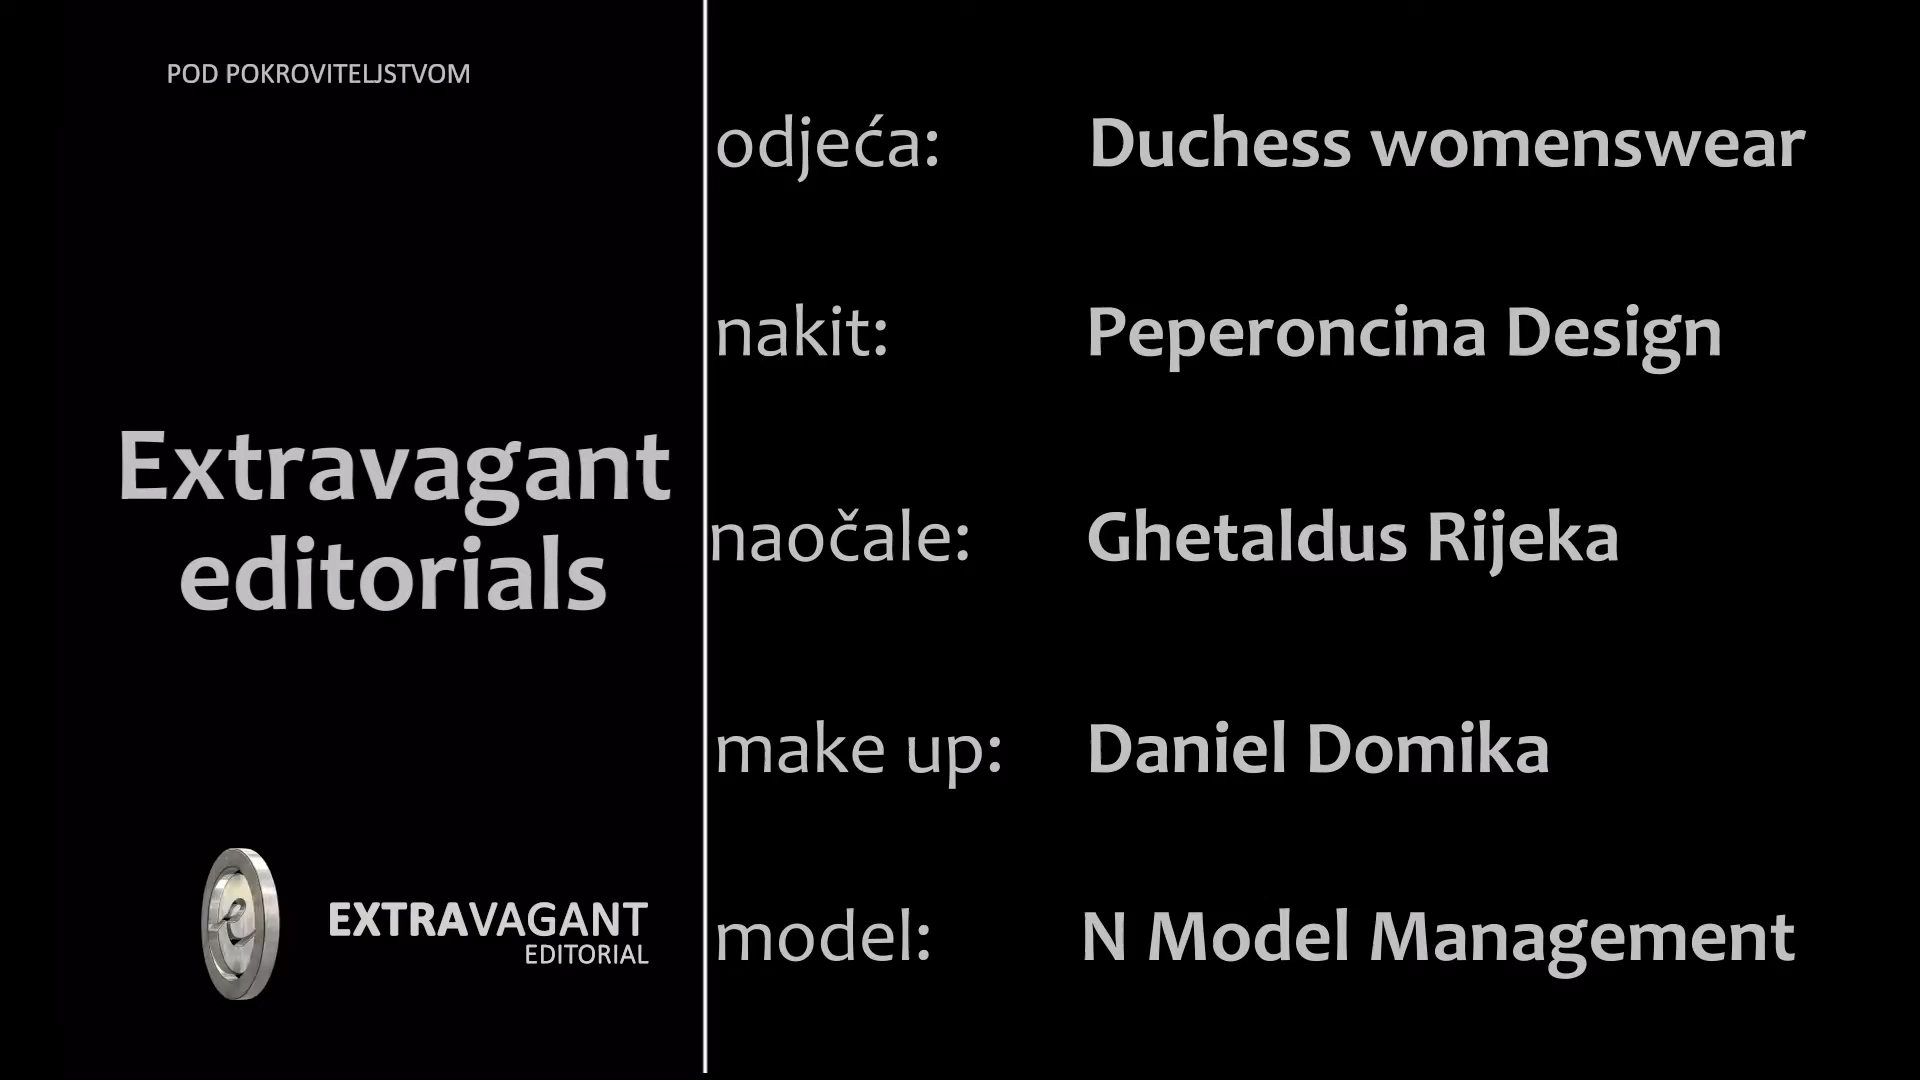 POD POKROVITELJSTVOM
Extravagant
editorials
EXTRAVAGANT
EDITORIAL
odjeća: Duchess womenswear
nakit: Peperoncina Design
naočale: Ghetaldus Rijeka
make up: Daniel Domika
model: N Model Management